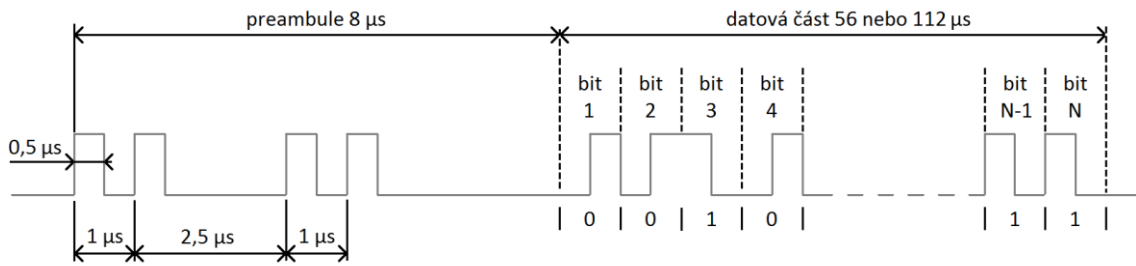 preambule 8 µs
datová část 56 nebo 112 µs
bit bit bit bit bit bit
1 2 3 4 N-1 N
0,5 µs
0 0 1 0 1 1
1 µs 2,5 µs 1 µs